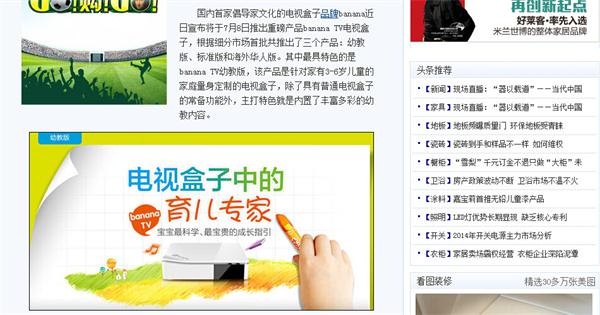 GO!购!GO!
国内首家倡导家文化的电视盒子品牌banana近
日宣布将于7月8日推出重磅产品banana TV电视盒
子，根据细分市场首批共推出了三个产品：幼教
版、标准版和海外华人版。其中最具特色的是
banana TV幼教版，该产品是针对家有3-6岁儿童的
家庭量身定制的电视盒子，除了具有普通电视盒子
的常备功能外，主打特色就是内置了丰富多彩的幼
教内容。
幼教版
电视盒子中的
banana
TV
育儿专家
宝宝最科学、最宝贵的成长指引
再创新起点
好莱客·率先入选
米兰世博的整体家居品牌
头条推荐
·【新闻】现场直播：“器以载道”——当代中国
·【家具】现场直播：“器以载道”——当代中国
·【地板】地板频曝质量门 环保地板受青睐
·【瓷砖】瓷砖到手和样品不一样 如何维权
·【橱柜】“雪梨”千元订金不退只做“大柜”未
·【卫浴】房产政策波动不断 卫浴市场不温不火
·【涂料】嘉宝莉首推无铅儿童漆产品
·【照明】LED灯优势长期显现 缺乏核心专利
·【开关】2014年开关电源主力市场分析
·【衣柜】家居卖场霸权经营 衣柜企业深陷泥潭
看图装修 精选30多万张美图